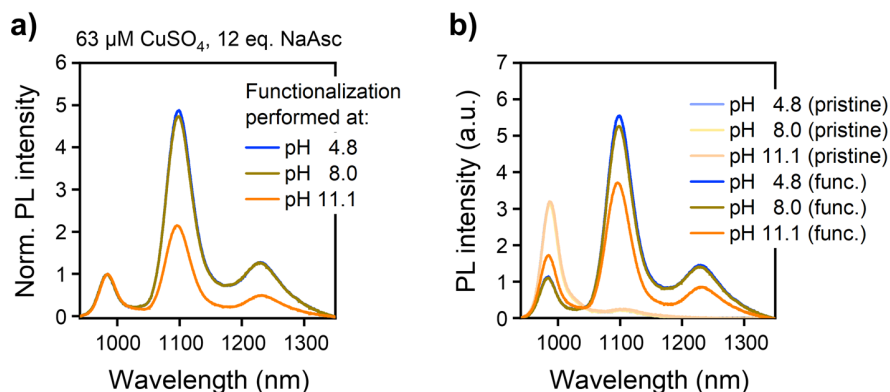 a)
63 µM CuSO₄, 12 eq. NaAsc
Norm. PL intensity
6
5
4
3
2
1
0
Functionalization
performed at:
pH 4.8
pH 8.0
pH 11.1
1000 1100 1200 1300
Wavelength (nm)
b)
PL intensity (a.u.)
7
6
5
4
3
2
1
0
pH 4.8 (pristine)
pH 8.0 (pristine)
pH 11.1 (pristine)
pH 4.8 (func.)
pH 8.0 (func.)
pH 11.1 (func.)
1000 1100 1200 1300
Wavelength (nm)